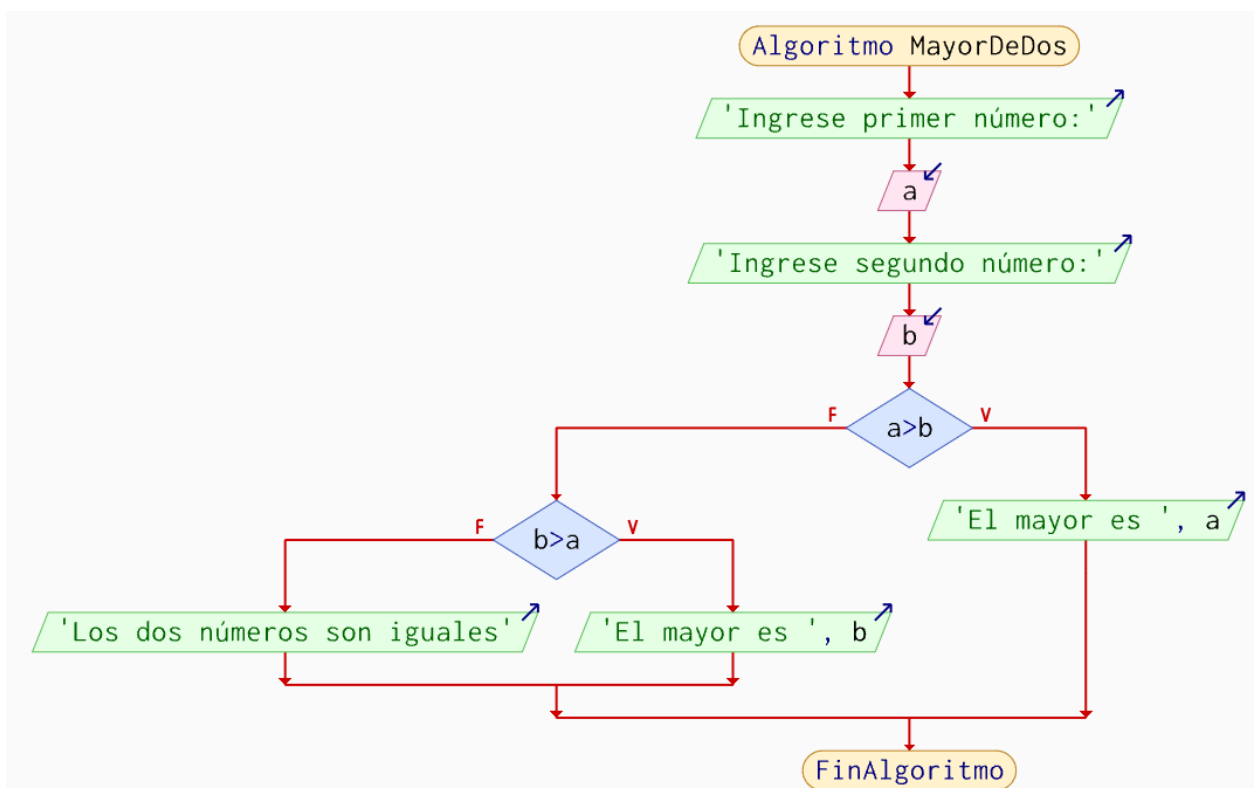 Algoritmo MayorDeDos
'Ingrese primer número:'
a
'Ingrese segundo número:'
b
F
a>b
V
'El mayor es ', a
F
b>a
V
'Los dos números son iguales'
'El mayor es ', b
FinAlgoritmo